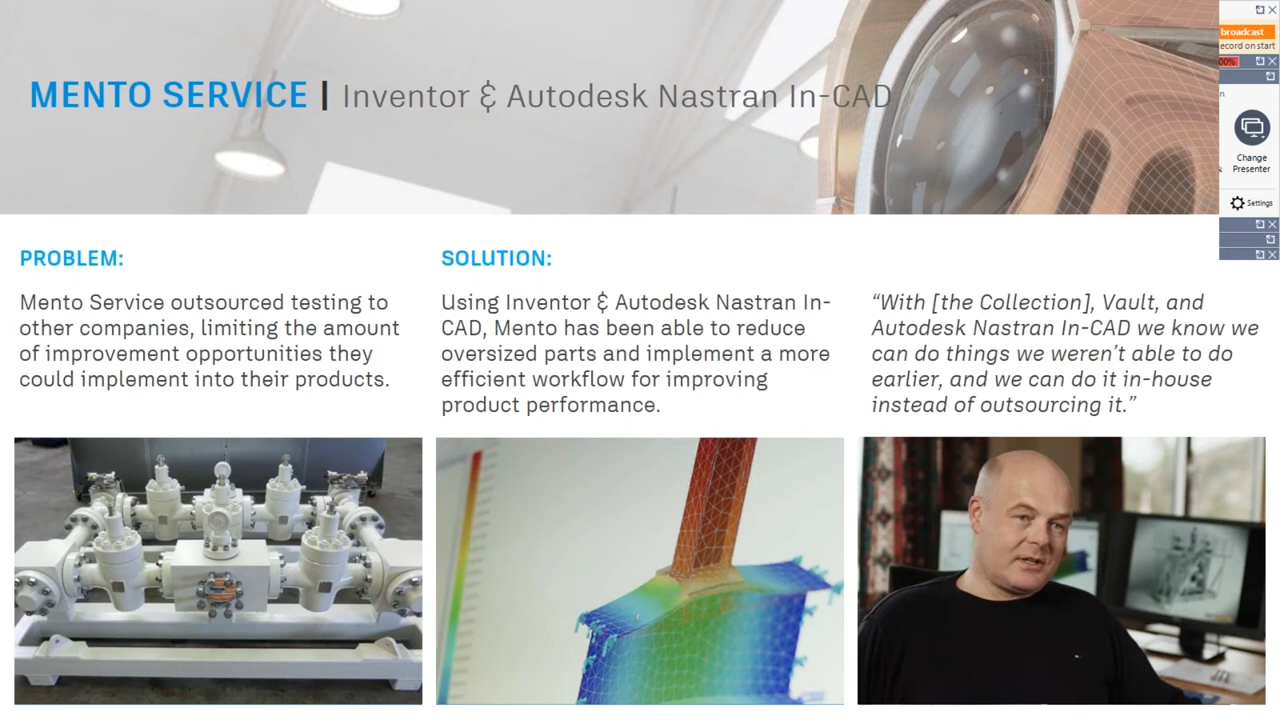 MENTO SERVICE | Inventor & Autodesk Nastran In-CAD
broadcast
ecord on start
00%
n
Change
Presenter
Settings
PROBLEM:
Mento Service outsourced testing to
other companies, limiting the amount
of improvement opportunities they
could implement into their products.
SOLUTION:
Using Inventor & Autodesk Nastran In-
CAD, Mento has been able to reduce
oversized parts and implement a more
efficient workflow for improving
product performance.
“With [the Collection], Vault, and
Autodesk Nastran In-CAD we know we
can do things we weren’t able to do
earlier, and we can do it in-house
instead of outsourcing it.”